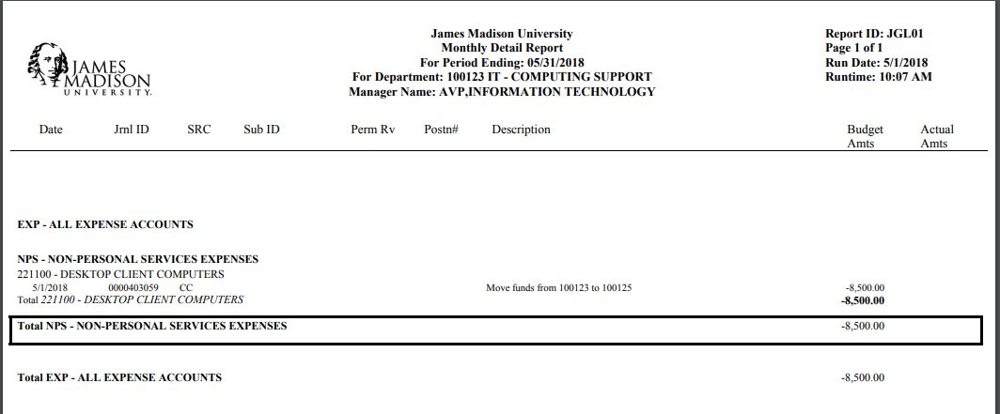 JAMES
MADISON
UNIVERSITY.
James Madison University
Monthly Detail Report
For Period Ending: 05/31/2018
For Department: 100123 IT - COMPUTING SUPPORT
Manager Name: AVP,INFORMATION TECHNOLOGY
Report ID: JGL01
Page 1 of 1
Run Date: 5/1/2018
Runtime: 10:07 AM
Date Jrnl ID SRC Sub ID Perm Rv Postn# Description Budget Amts Actual Amts
EXP - ALL EXPENSE ACCOUNTS
NPS - NON-PERSONAL SERVICES EXPENSES
221100 - DESKTOP CLIENT COMPUTERS
5/1/2018 0000403059 CC Move funds from 100123 to 100125 -8,500.00
Total 221100 - DESKTOP CLIENT COMPUTERS -8,500.00
Total NPS - NON-PERSONAL SERVICES EXPENSES -8,500.00
Total EXP - ALL EXPENSE ACCOUNTS -8,500.00